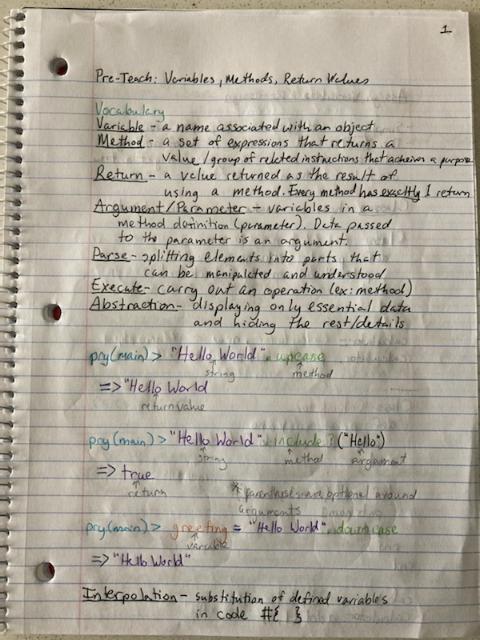 1
Pre-Teach: Variables, Methods, Return Values
Vocabulary
Variable - a name associated with an object
Method - a set of expressions that returns a
value/group of related instructions that achieves a purpose
Return - a value returned as the result of
using a method. Every method has exactly 1 return
Argument/Parameter - variables in a
method definition (parameter). Data passed
to the parameter is an argument.
Parse - splitting elements into parts that
can be manipulated and understood
Execute - carry out an operation (ex: method)
Abstraction - displaying only essential data
and hiding the rest/details
pry(main)> "Hello World".upcase
string method
=> "Hello World
return value
pry(main)> "Hello World".include?("Hello")
string method argument
=> true
return * parenthesis are optional around
arguments
pry(main)> greeting = "Hello World".downcase
variable
=> "Hello World"
Interpolation - substitution of defined variables
in code #{ }